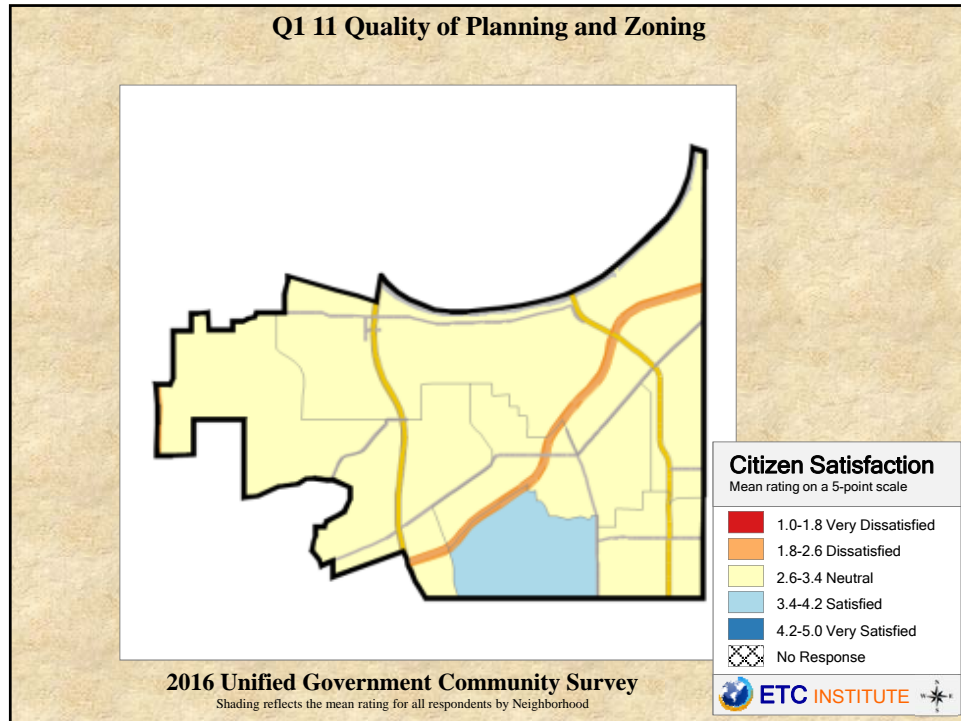 Q1 11 Quality of Planning and Zoning
Citizen Satisfaction
Mean rating on a 5-point scale
1.0-1.8 Very Dissatisfied
1.8-2.6 Dissatisfied
2.6-3.4 Neutral
3.4-4.2 Satisfied
4.2-5.0 Very Satisfied
No Response
ETC INSTITUTE
N
W E
S
2016 Unified Government Community Survey
Shading reflects the mean rating for all respondents by Neighborhood